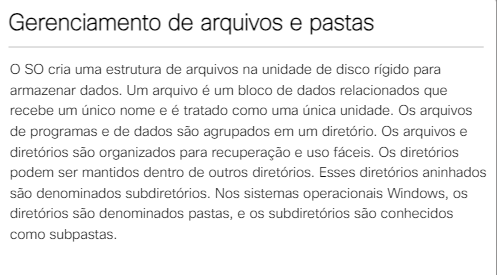 Gerenciamento de arquivos e pastas
O SO cria uma estrutura de arquivos na unidade de disco rígido para
armazenar dados. Um arquivo é um bloco de dados relacionados que
recebe um único nome e é tratado como uma única unidade. Os arquivos
de programas e de dados são agrupados em um diretório. Os arquivos e
diretórios são organizados para recuperação e uso fáceis. Os diretórios
podem ser mantidos dentro de outros diretórios. Esses diretórios aninhados
são denominados subdiretórios. Nos sistemas operacionais Windows, os
diretórios são denominados pastas, e os subdiretórios são conhecidos
como subpastas.